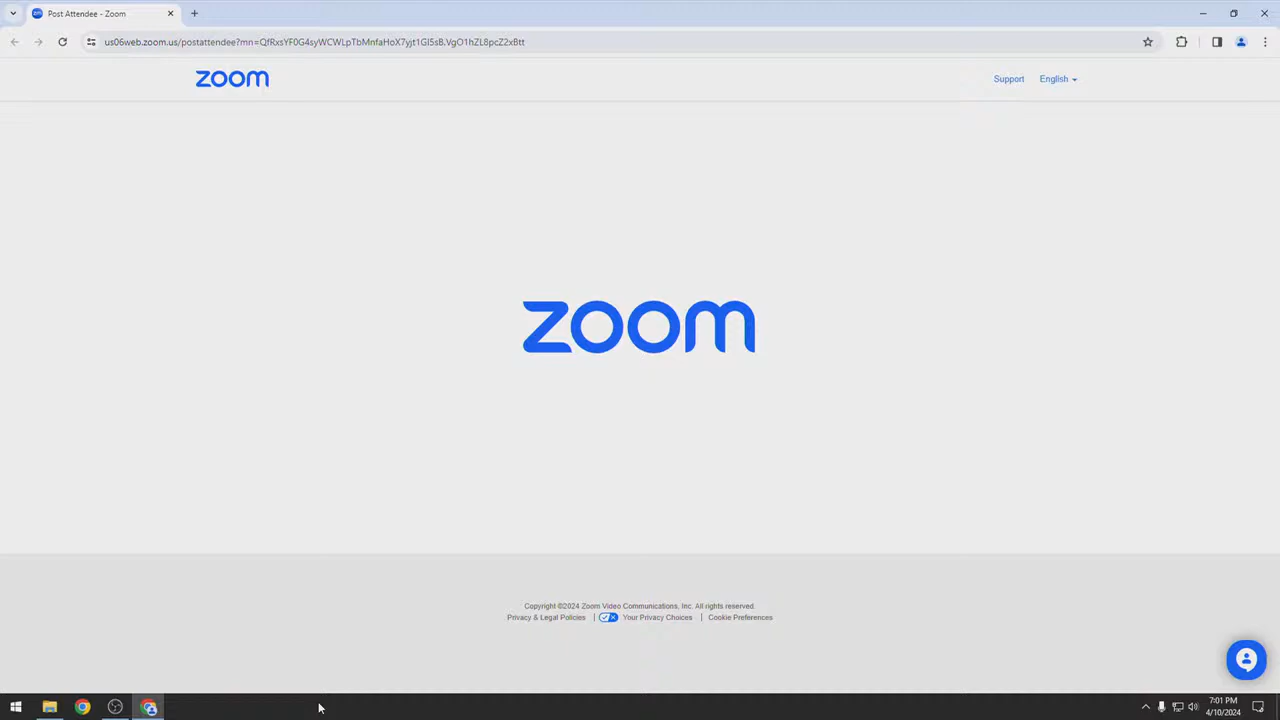 Post Attendee - Zoom
us06web.zoom.us/postattendee?mn=QfRxsYF0G4syWCWLpTbMnfaHoX7yjt1GI5sB.VgO1hZL8pcZ2xBtt
zoom
Support
English
zoom
Copyright ©2024 Zoom Video Communications, Inc. All rights reserved.
Privacy & Legal Policies | Your Privacy Choices | Cookie Preferences
7:01 PM
4/10/2024